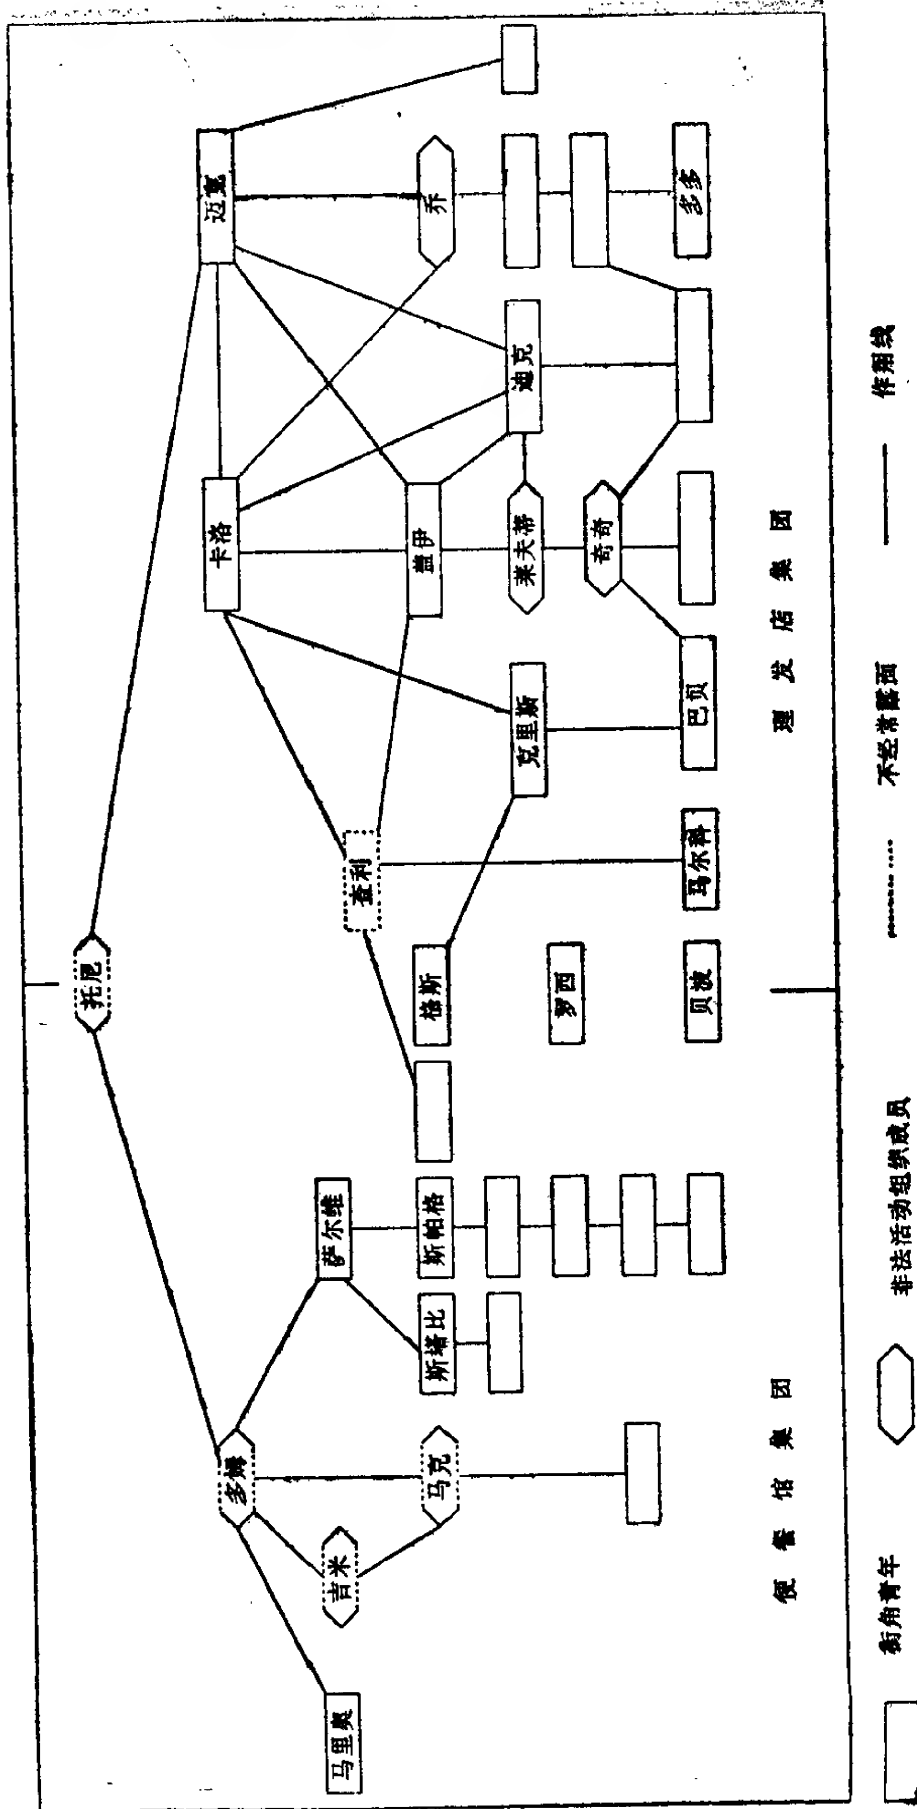 托尼
多姆
卡洛
迈克
马里奥
吉米
萨尔维
查利
马克
斯塔比
斯帕格
格斯
盖伊
乔
克里斯
莱夫蒂
迪克
罗西
奇奇
贝波
马尔科
巴贝
多多
便餐馆集团
理发店集团
街角青年
非法活动组织成员
不经常露面
作用线